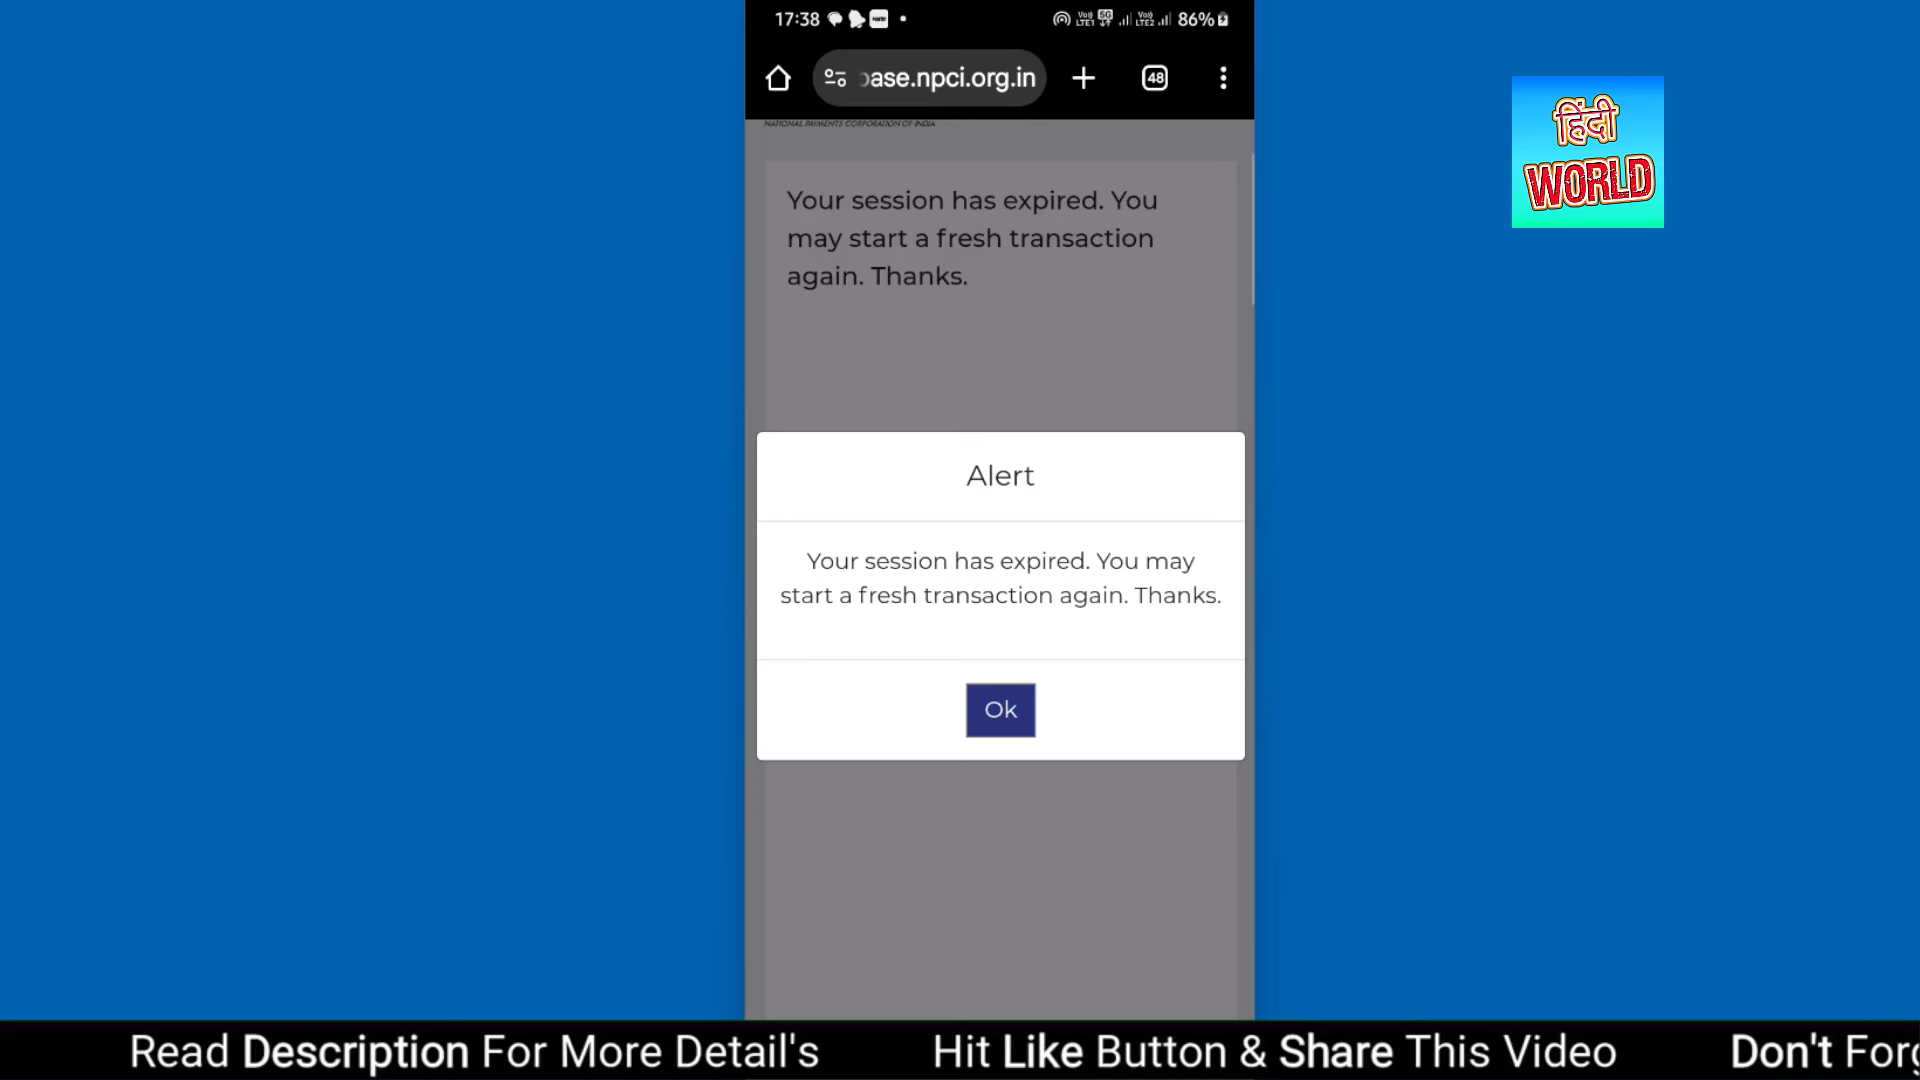 17:38
86%
ase.npci.org.in
48
NATIONAL PAYMENTS CORPORATION OF INDIA
Your session has expired. You
may start a fresh transaction
again. Thanks.
Alert
Your session has expired. You may
start a fresh transaction again. Thanks.
Ok
हिंदी
WORLD
Read Description For More Detail's Hit Like Button & Share This Video Don't Forg